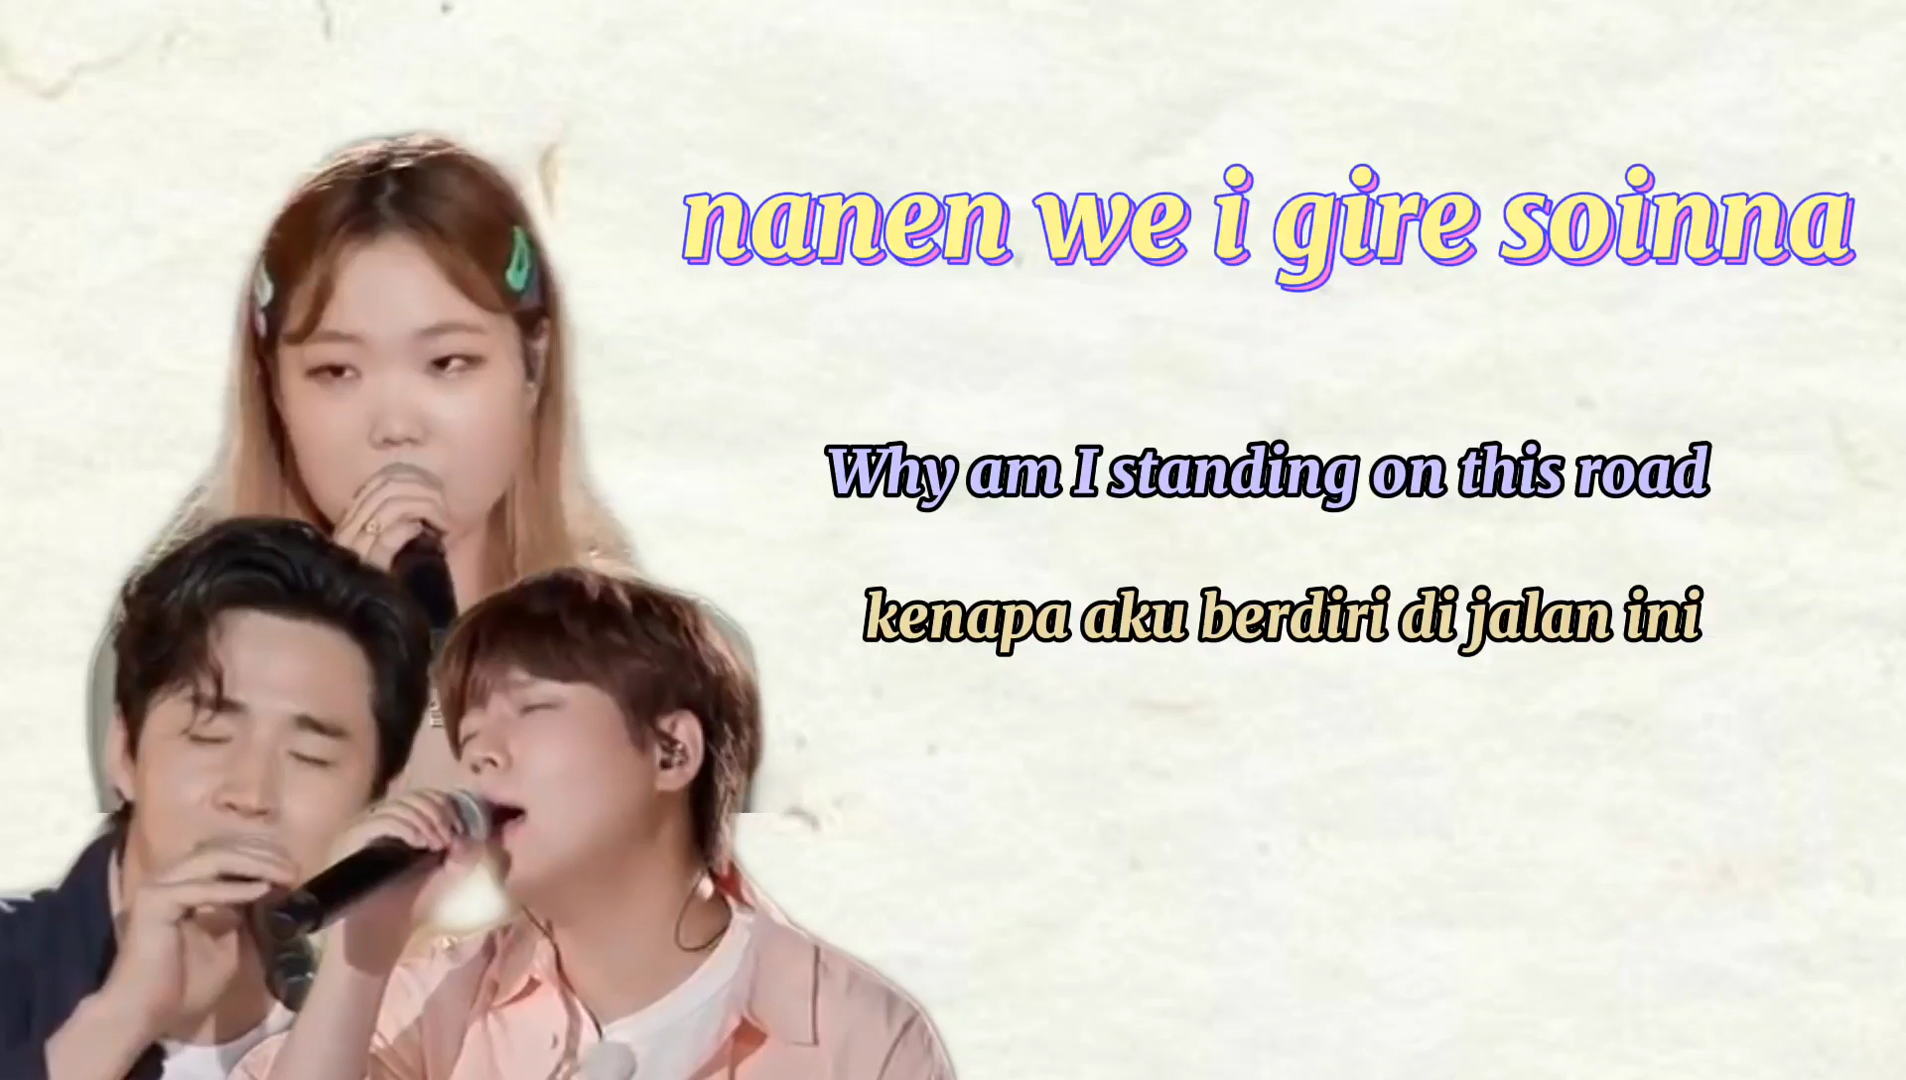 nanen we i gire soinna
Why am I standing on this road
kenapa aku berdiri di jalan ini